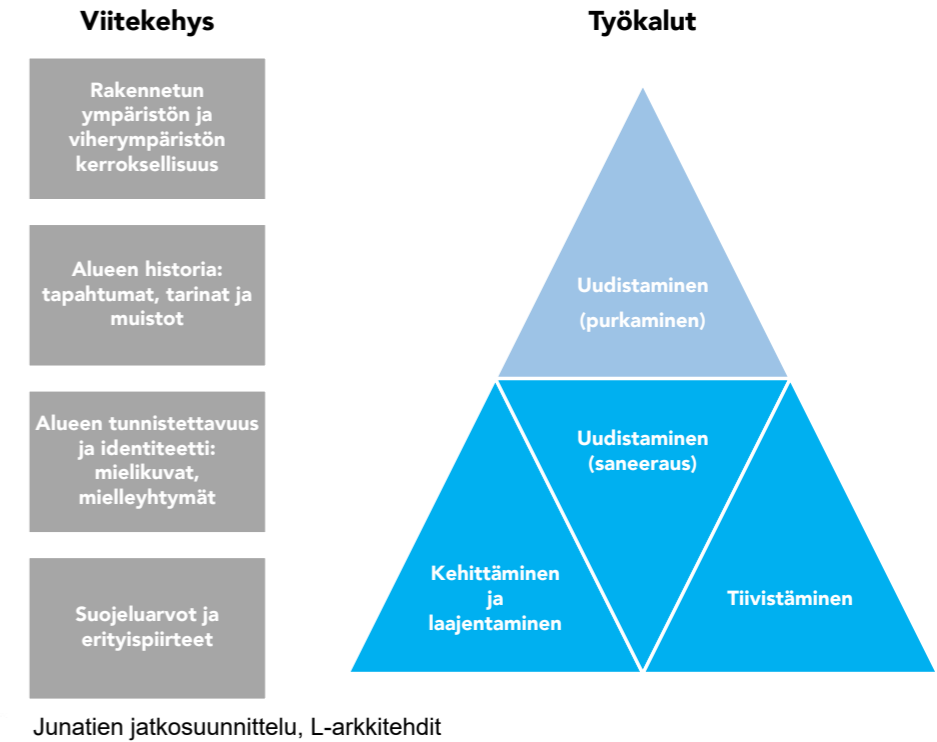 Viitekehys
Rakennetun
ympäristön ja
viherympäristön
kerroksellisuus
Alueen historia:
tapahtumat, tarinat ja
muistot
Alueen tunnistettavuus
ja identiteetti:
mielikuvat,
mielleyhtymät
Suojeluarvot ja
erityispiirteet
Työkalut
Uudistaminen
(purkaminen)
Uudistaminen
(saneeraus)
Kehittäminen
ja
laajentaminen
Tiivistäminen
Junatien jatkosuunnittelu, L-arkkitehdit